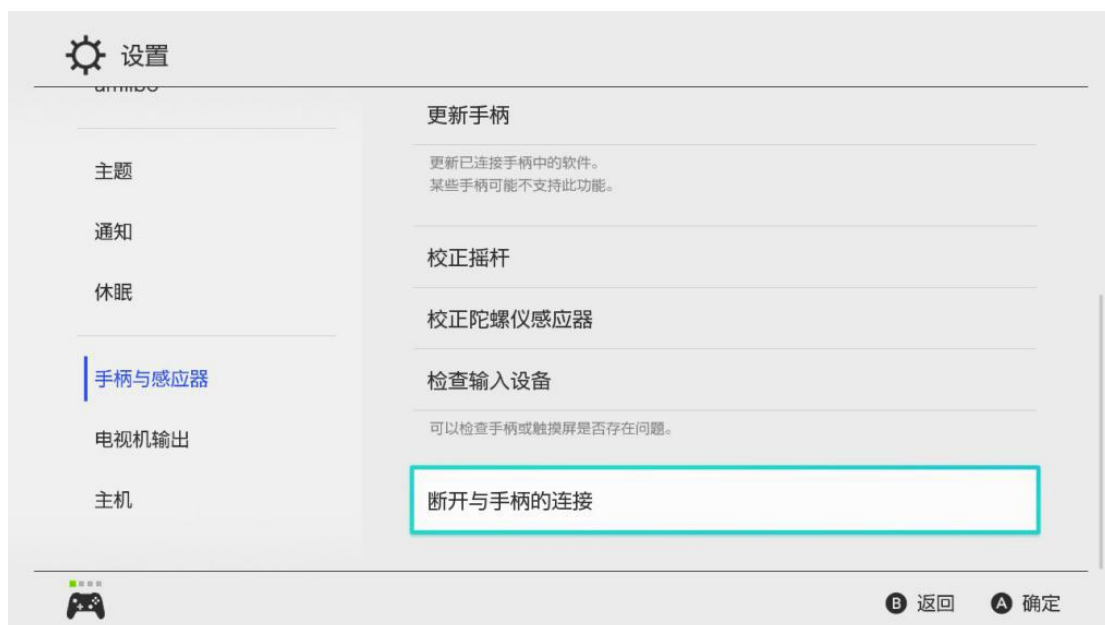 设置
amiibo
主题
通知
休眠
手柄与感应器
电视机输出
主机
更新手柄
更新已连接手柄中的软件。
某些手柄可能不支持此功能。
校正摇杆
校正陀螺仪感应器
检查输入设备
可以检查手柄或触摸屏是否存在问题。
断开与手柄的连接
B 返回 A 确定